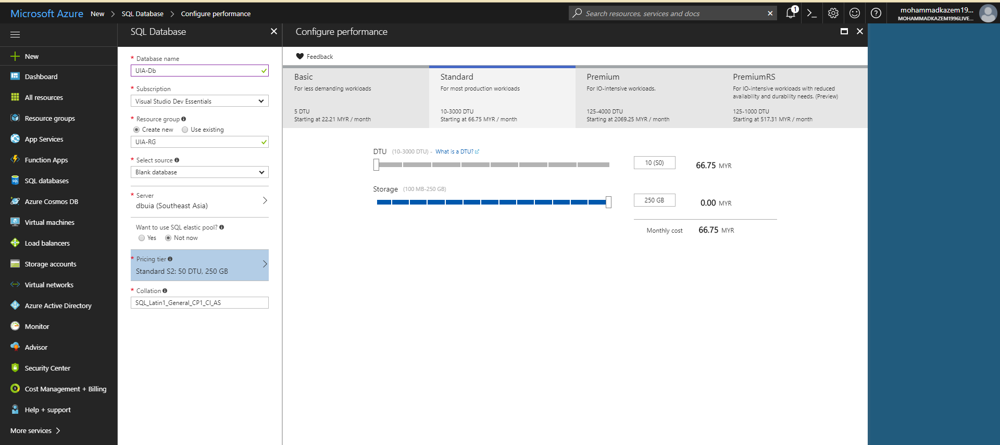 Microsoft Azure New > SQL Database > Configure performance
Search resources, services and docs
1
mohammadkazem19...
MOHAMMADKAZEM1996LIVE...
New
Dashboard
All resources
Resource groups
App Services
Function Apps
SQL databases
Azure Cosmos DB
Virtual machines
Load balancers
Storage accounts
Virtual networks
Azure Active Directory
Monitor
Advisor
Security Center
Cost Management + Billing
Help + support
More services >
SQL Database
* Database name
UIA-Db
* Subscription
Visual Studio Dev Essentials
* Resource group
Create new Use existing
UIA-RG
* Select source
Blank database
* Server
dbuia (Southeast Asia)
Want to use SQL elastic pool?
Yes Not now
* Pricing tier
Standard S2: 50 DTU, 250 GB
* Collation
SQL_Latin1_General_CP1_CI_AS
Configure performance
Feedback
Basic
For less demanding workloads
5 DTU
Starting at 22.21 MYR / month
Standard
For most production workloads
10-3000 DTU
Starting at 66.75 MYR / month
Premium
For IO-intensive workloads.
125-4000 DTU
Starting at 2069.25 MYR / month
PremiumRS
For IO-intensive workloads with reduced
availability and durability needs. (Preview)
125-1000 DTU
Starting at 517.31 MYR / month
DTU (10-3000 DTU) - What is a DTU?
10 (S0) 66.75 MYR
Storage (100 MB-250 GB)
250 GB 0.00 MYR
Monthly cost 66.75 MYR